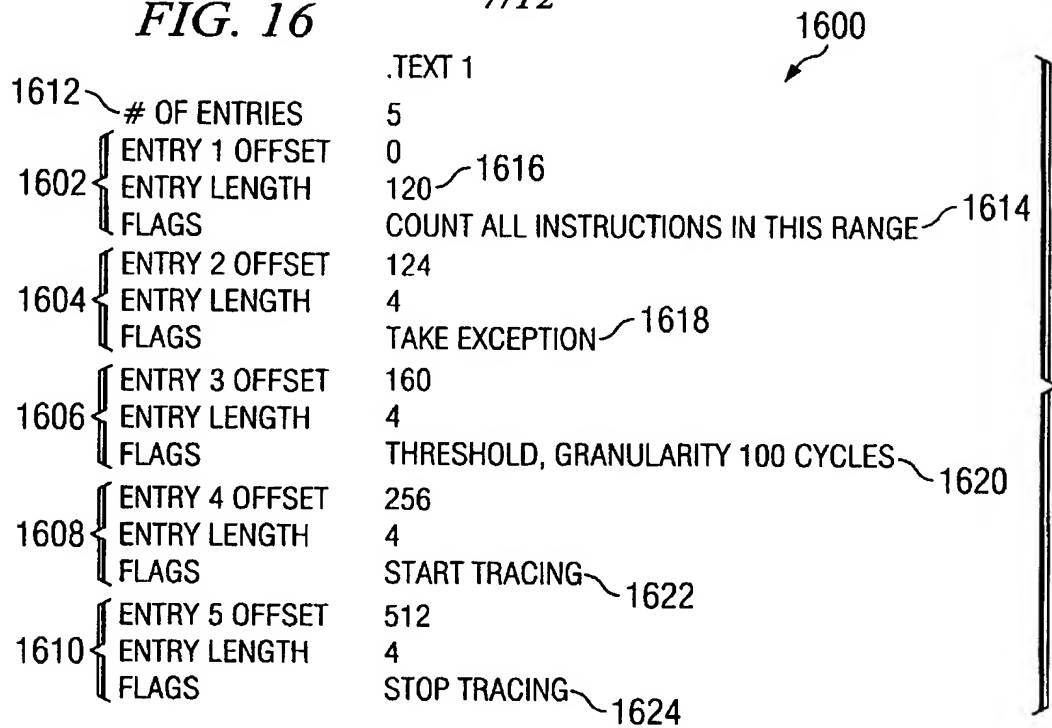 FIG. 16
7/12
1600
.TEXT 1
1612 # OF ENTRIES 5
ENTRY 1 OFFSET 0
1602 ENTRY LENGTH 120 1616
FLAGS COUNT ALL INSTRUCTIONS IN THIS RANGE 1614
ENTRY 2 OFFSET 124
1604 ENTRY LENGTH 4
FLAGS TAKE EXCEPTION 1618
ENTRY 3 OFFSET 160
1606 ENTRY LENGTH 4
FLAGS THRESHOLD, GRANULARITY 100 CYCLES 1620
ENTRY 4 OFFSET 256
1608 ENTRY LENGTH 4
FLAGS START TRACING 1622
ENTRY 5 OFFSET 512
1610 ENTRY LENGTH 4
FLAGS STOP TRACING 1624